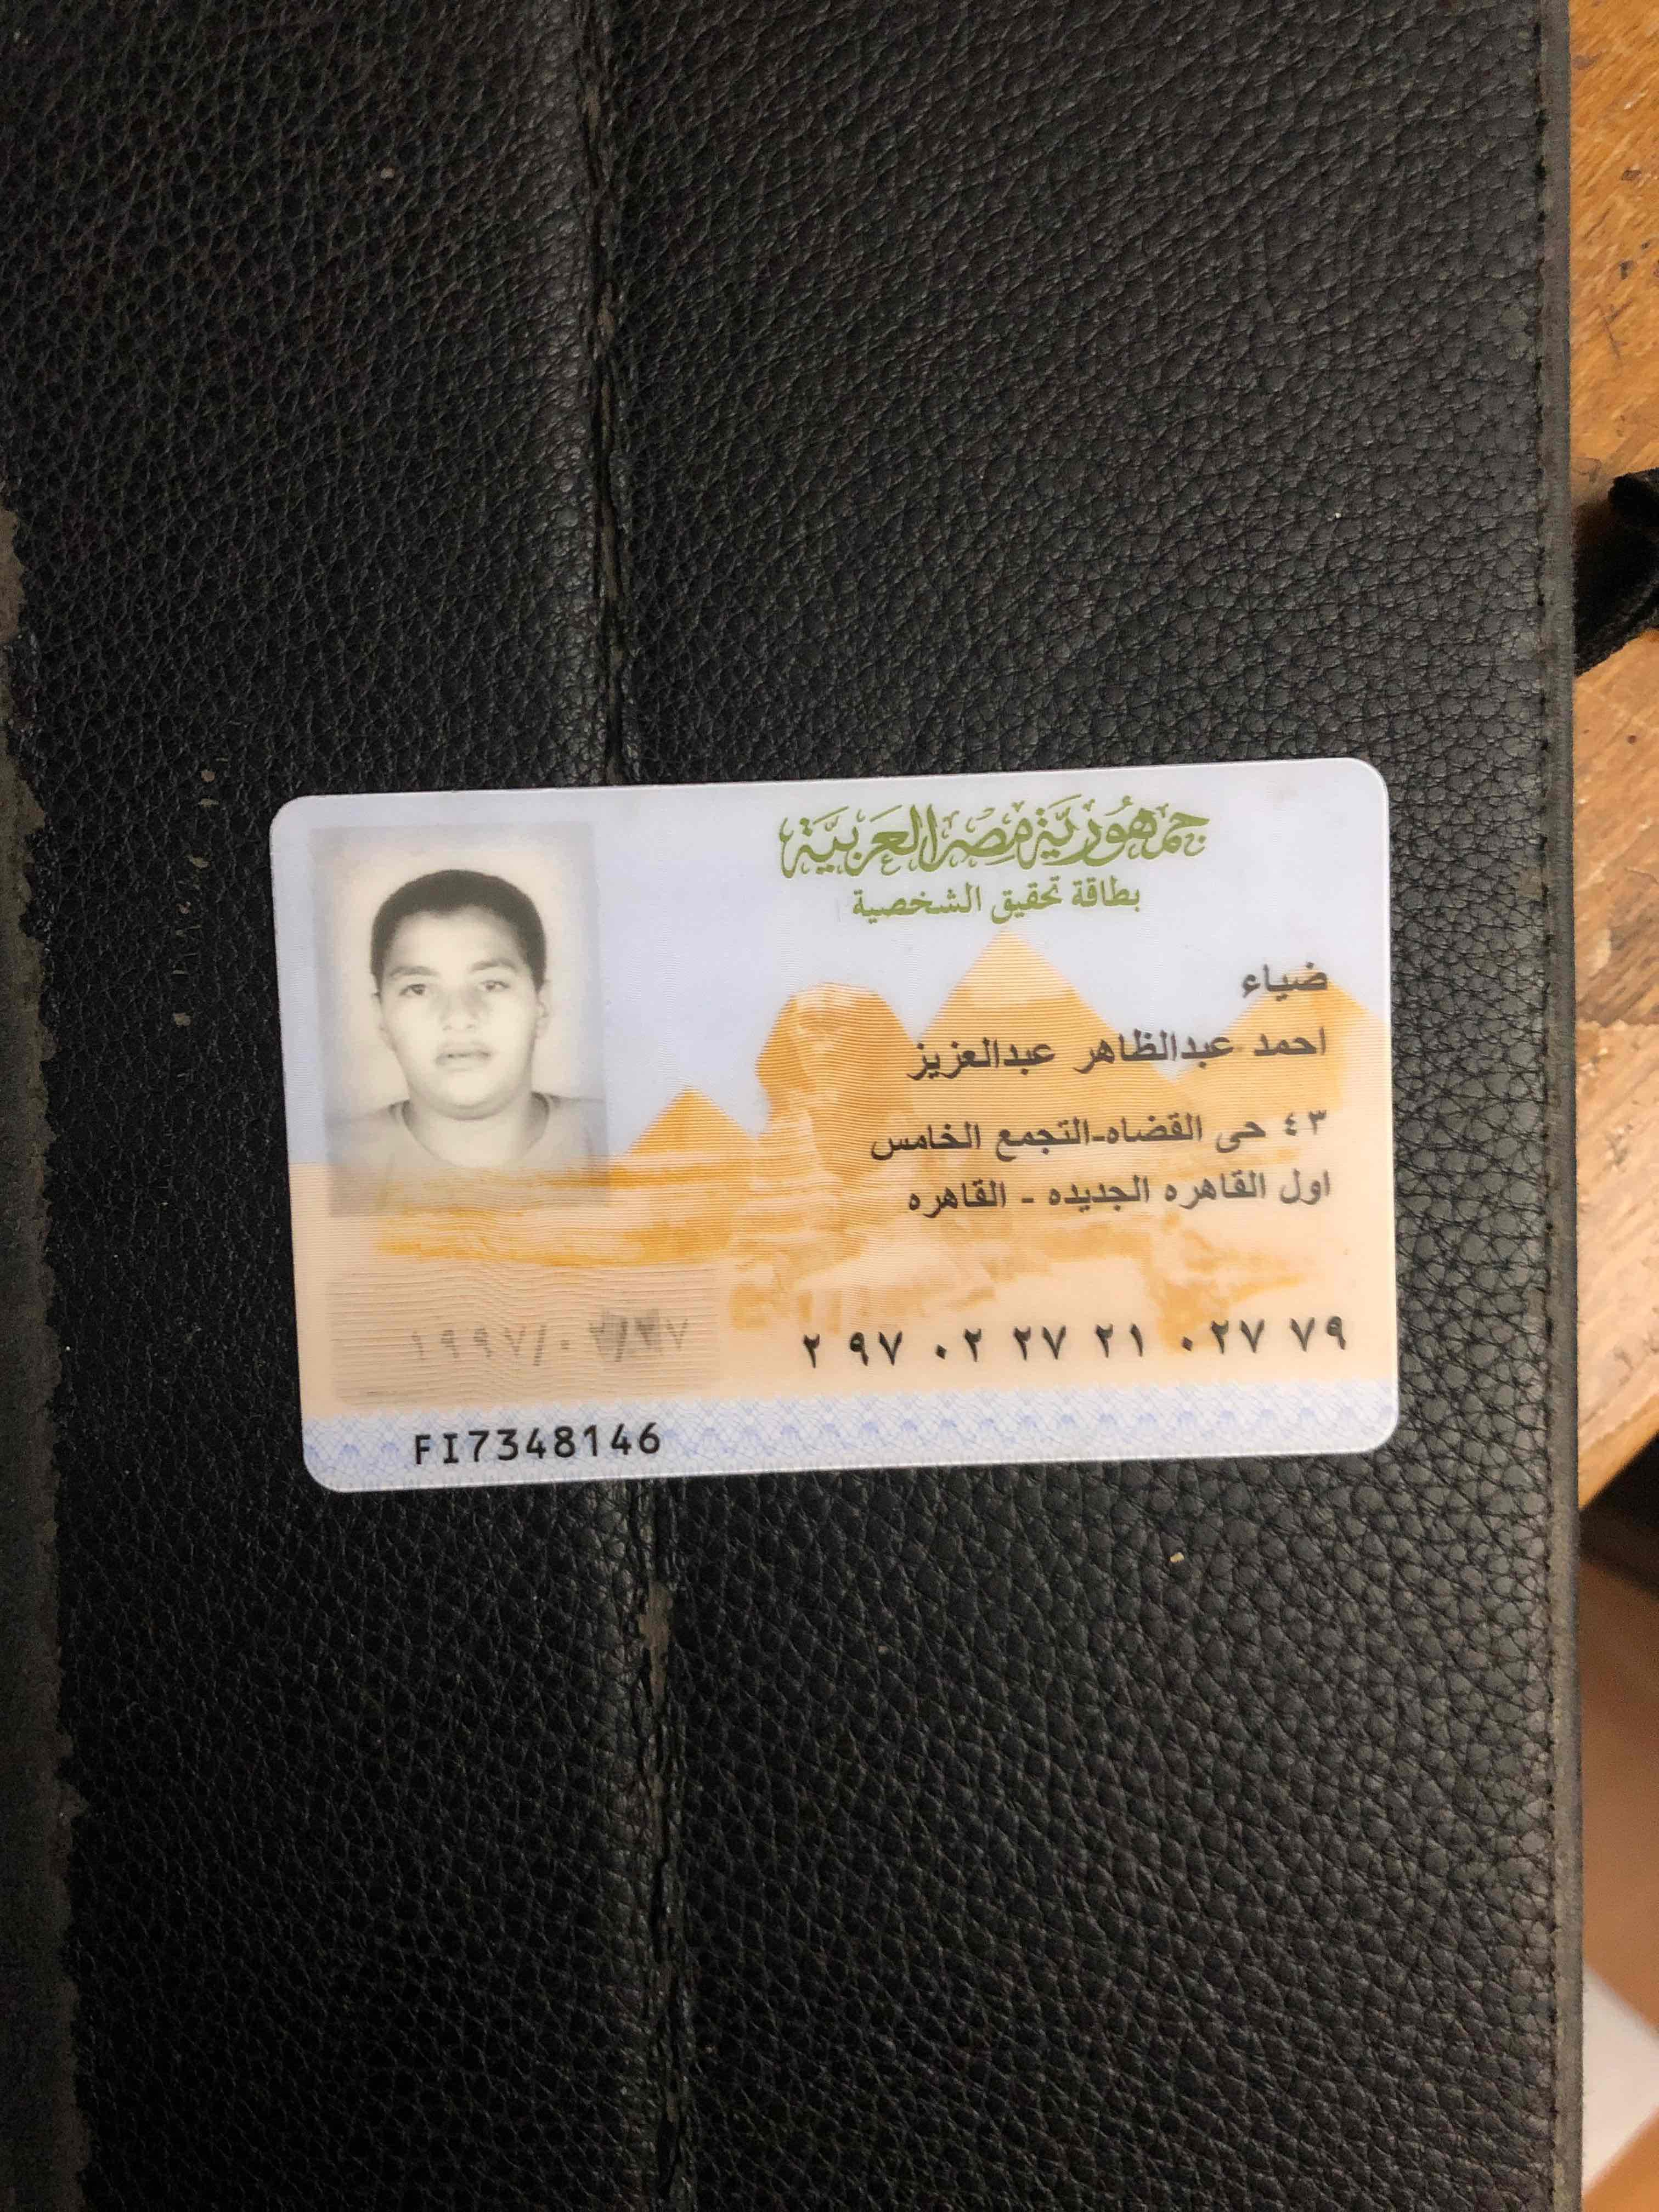 جمهورية مصر العربية
بطاقة تحقيق الشخصية
ضياء
احمد عبدالظاهر عبدالعزيز
٤٣ حى القضاه-التجمع الخامس
اول القاهره الجديده - القاهره
٢ ٩٧ ٠٢ ٢٧ ٢١ ٠٢٧ ٧٩
١٩٩٧/٠٢/٢٧
FI7348146